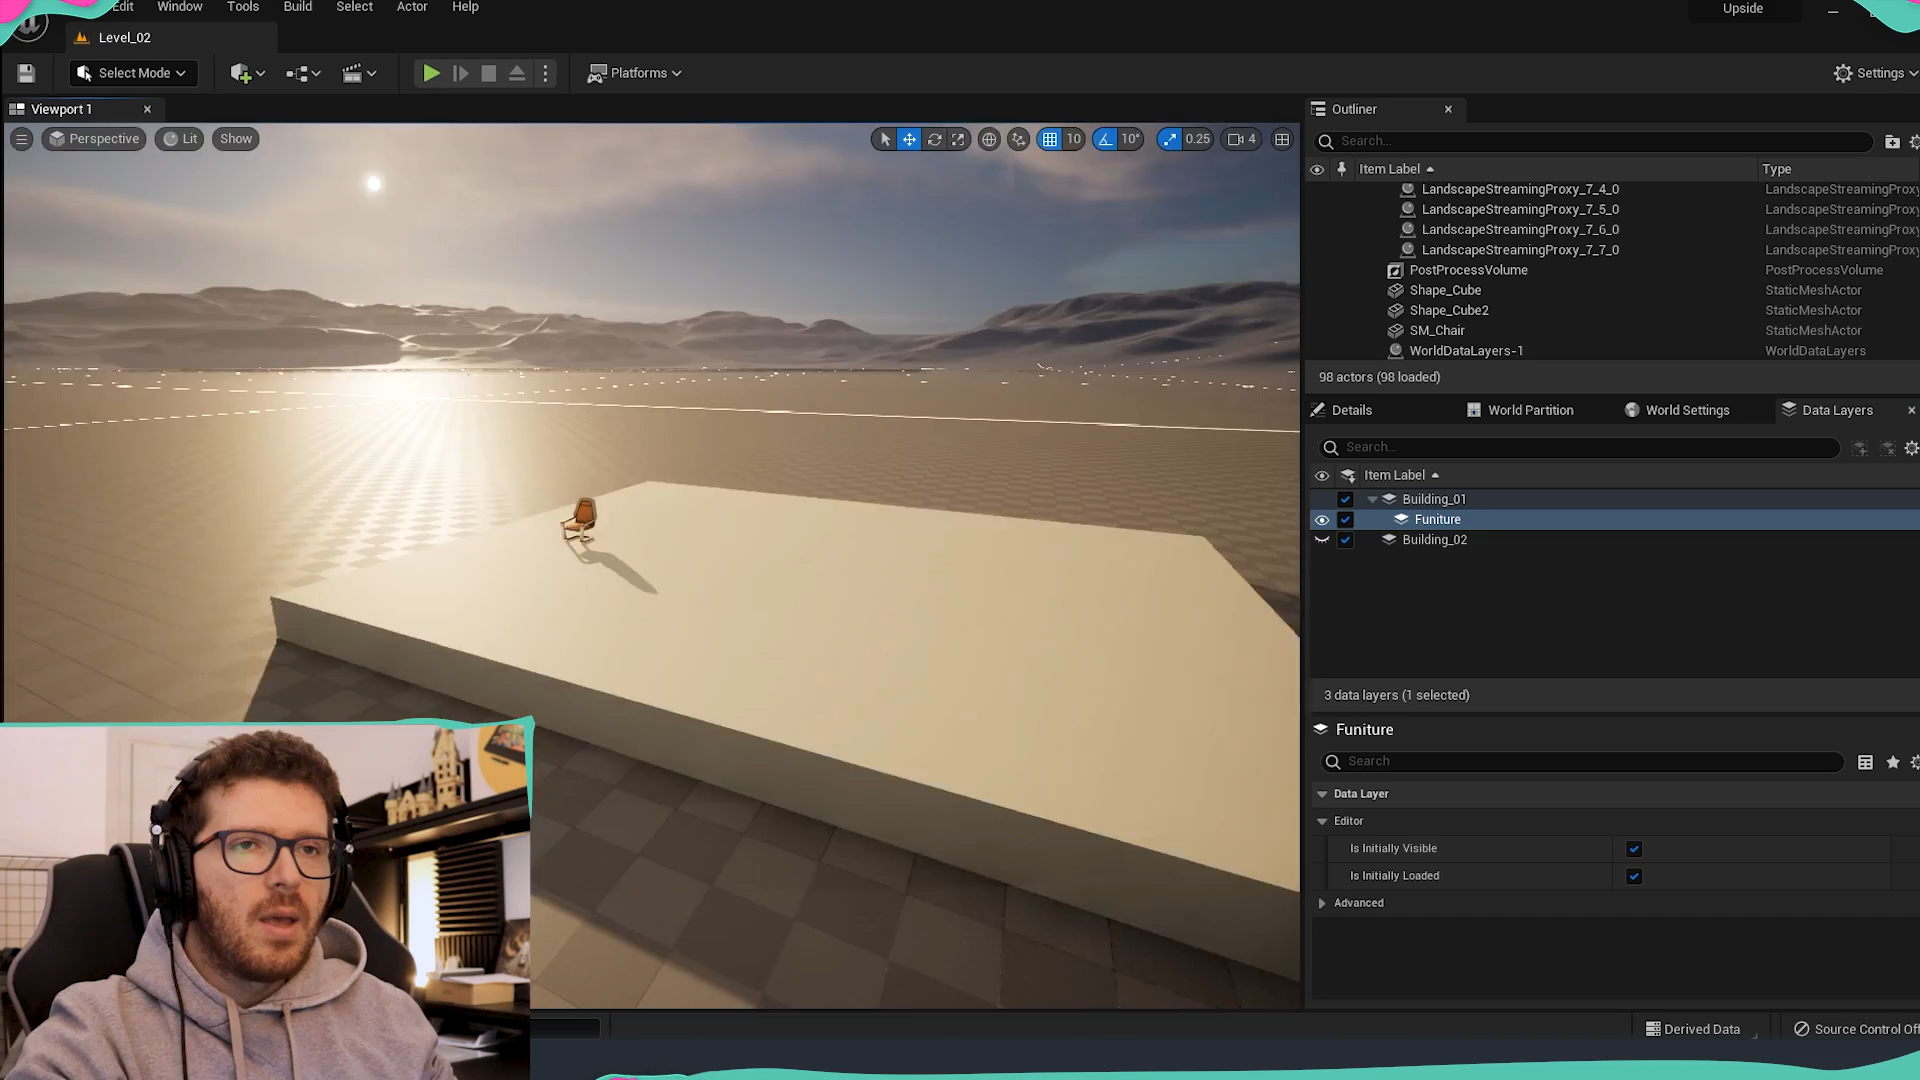 Edit Window Tools Build Select Actor Help Upside
Level_02
Select Mode Platforms Settings
Viewport 1 Outliner
Perspective Lit Show 10 10° 0.25 4 Search...
Item Label Type
LandscapeStreamingProxy_7_4_0 LandscapeStreamingProxy
LandscapeStreamingProxy_7_5_0 LandscapeStreamingProxy
LandscapeStreamingProxy_7_6_0 LandscapeStreamingProxy
LandscapeStreamingProxy_7_7_0 LandscapeStreamingProxy
PostProcessVolume PostProcessVolume
Shape_Cube StaticMeshActor
Shape_Cube2 StaticMeshActor
SM_Chair StaticMeshActor
WorldDataLayers-1 WorldDataLayers
98 actors (98 loaded)
Details World Partition World Settings Data Layers
Search...
Item Label
Building_01
Funiture
Building_02
3 data layers (1 selected)
Funiture
Search
Data Layer
Editor
Is Initially Visible
Is Initially Loaded
Advanced
Derived Data Source Control Off